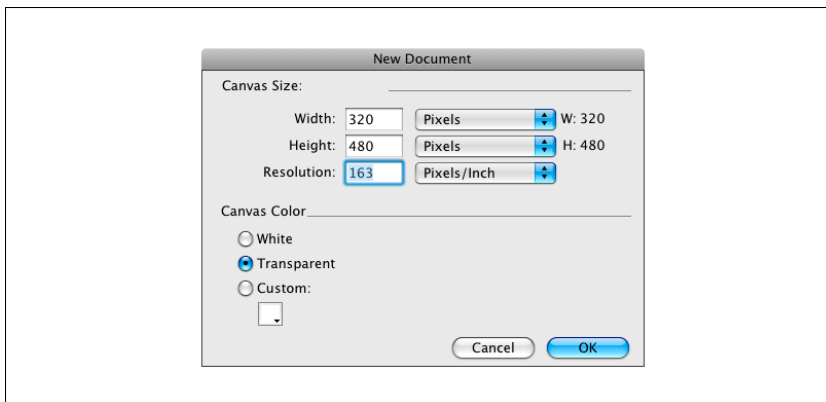 New Document
Canvas Size:
Width: 320 Pixels W: 320
Height: 480 Pixels H: 480
Resolution: 163 Pixels/Inch
Canvas Color
White
Transparent
Custom:
Cancel OK